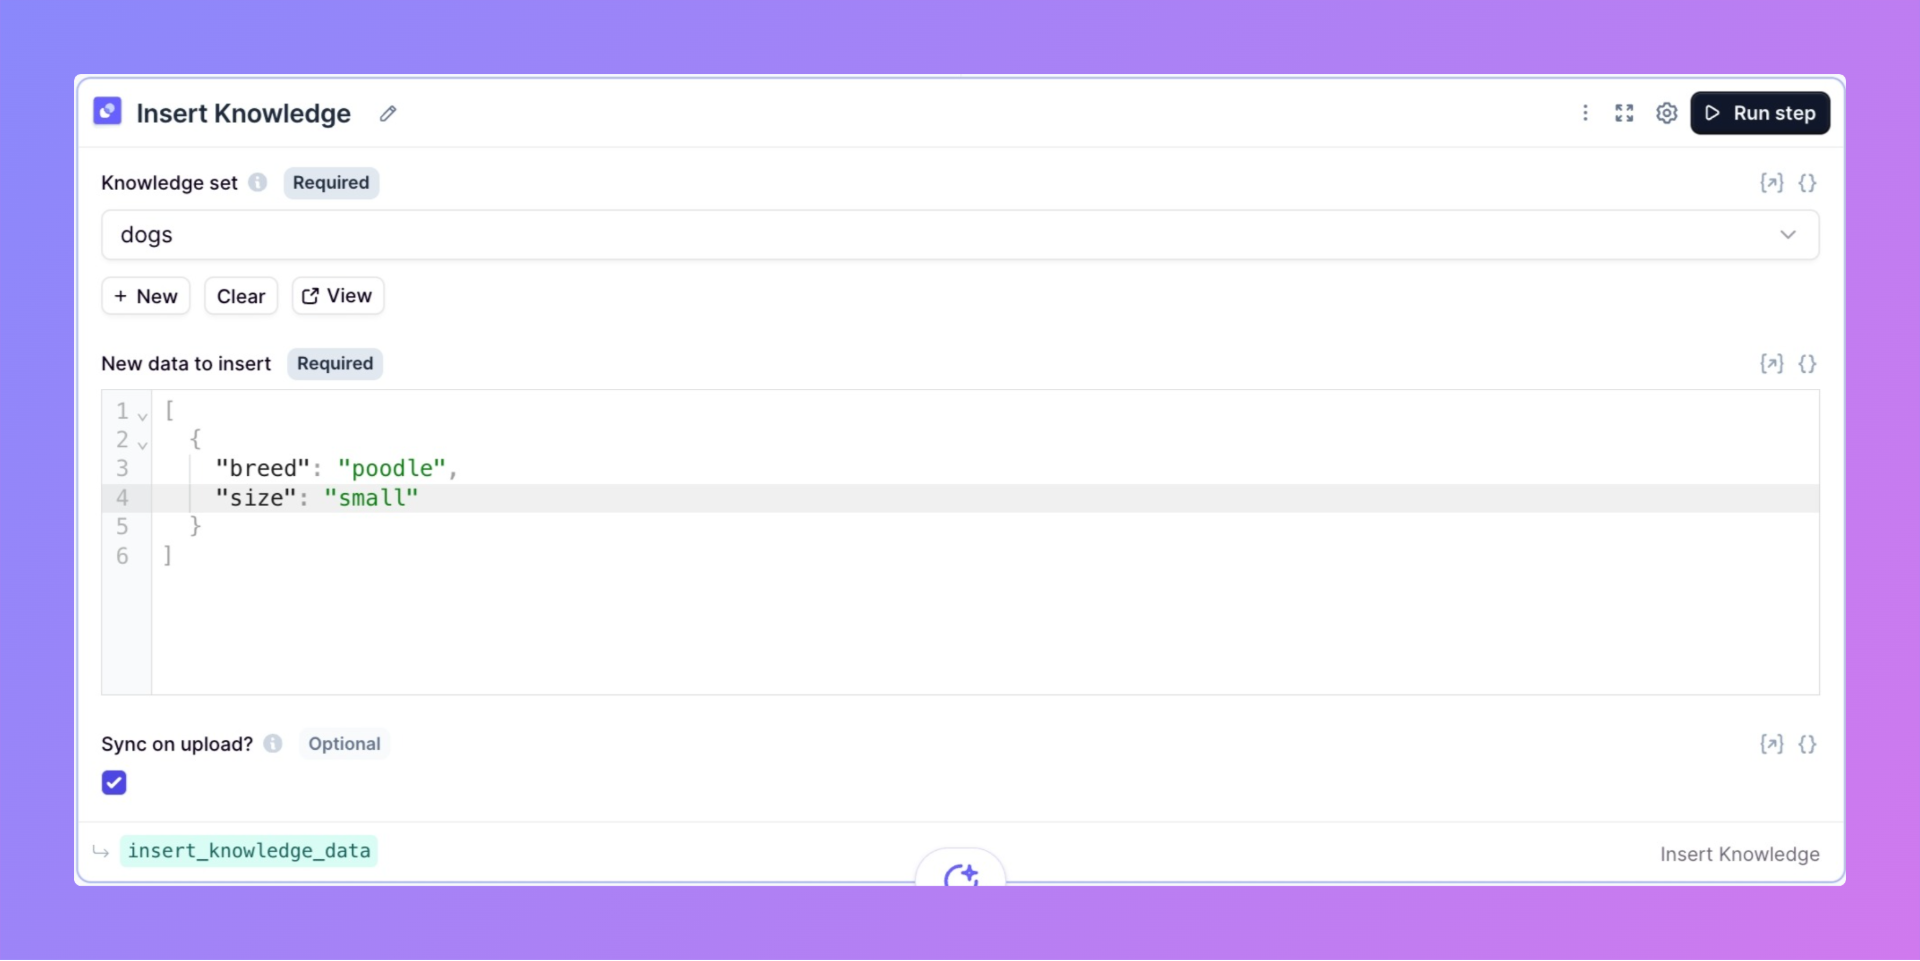 Insert Knowledge
Run step
Knowledge set Required
dogs
+ New Clear View
New data to insert Required
1 [
2 {
3 "breed": "poodle",
4 "size": "small"
5 }
6 ]
Sync on upload? Optional
insert_knowledge_data
Insert Knowledge